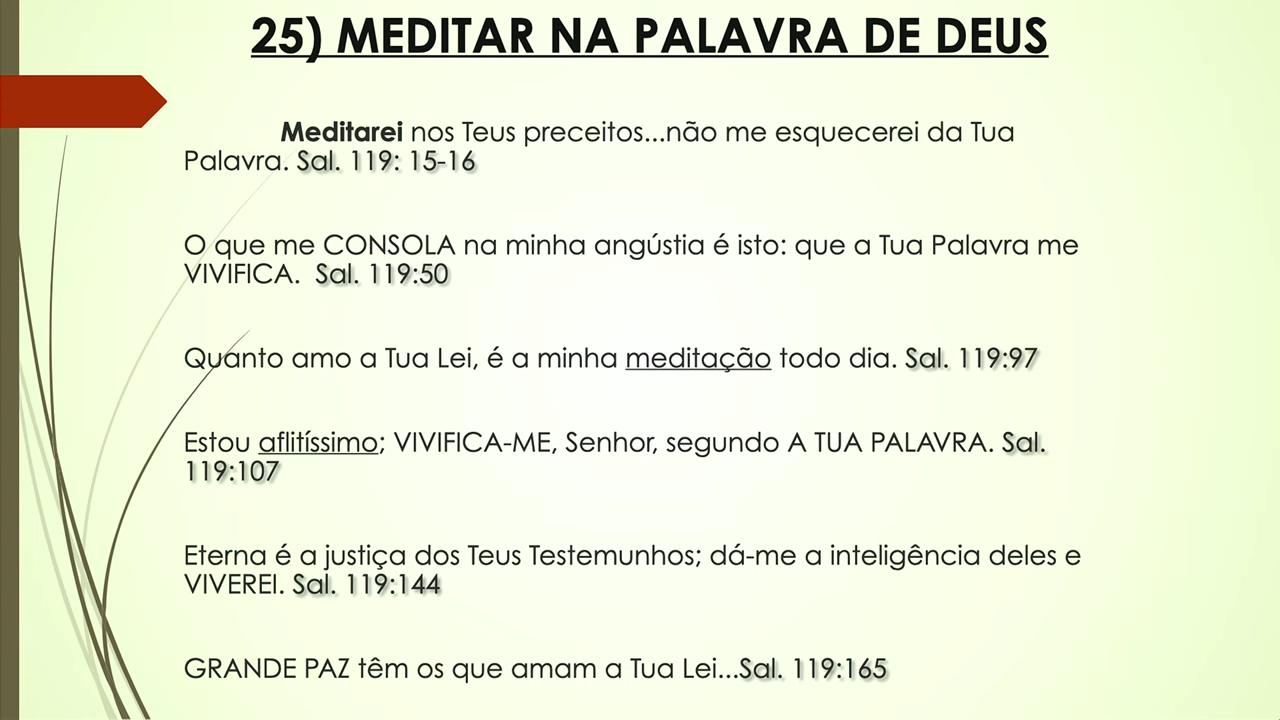 25) MEDITAR NA PALAVRA DE DEUS
Meditarei nos Teus preceitos...não me esquecerei da Tua
Palavra. Sal. 119: 15-16
O que me CONSOLA na minha angústia é isto: que a Tua Palavra me
VIVIFICA.  Sal. 119:50
Quanto amo a Tua Lei, é a minha meditação todo dia. Sal. 119:97
Estou aflitíssimo; VIVIFICA-ME, Senhor, segundo A TUA PALAVRA. Sal.
119:107
Eterna é a justiça dos Teus Testemunhos; dá-me a inteligência deles e
VIVEREI. Sal. 119:144
GRANDE PAZ têm os que amam a Tua Lei...Sal. 119:165